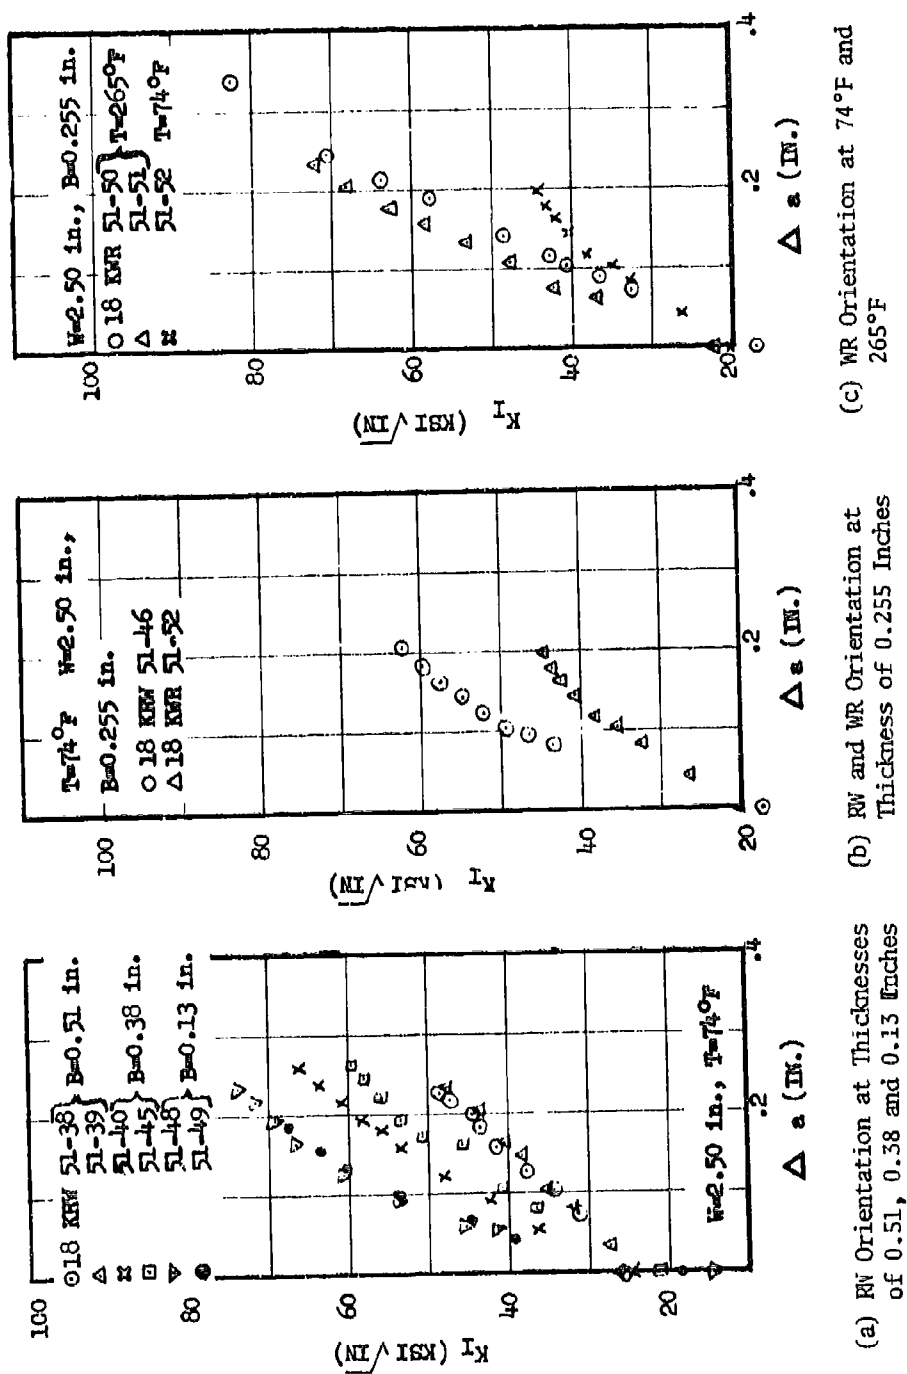 100
80
60
40
20
K_I (KSI√IN)
⊙18 KRW 51-38 } B=0.51 in.
△ 51-39
✕ 51-40 } B=0.38 in.
⊡ 51-45
▽ 51-48 } B=0.13 in.
● 51-49
W=2.50 in., T=74°F
.2
.4
Δ a (IN.)
(a) RW Orientation at Thicknesses
of 0.51, 0.38 and 0.13 Inches
100
80
60
40
20
K_I √IN)
T=74°F W=2.50 in.,
B=0.255 in.
○ 18 KRW 51-46
△ 18 KWR 51-52
.2
.4
Δ a (IN.)
(b) RW and WR Orientation at
Thickness of 0.255 Inches
100
80
60
40
20
K_I (KSI√IN)
W=2.50 in., B=0.255 in.
○ 18 KWR 51-50 } T=265°F
△ 51-51
✕ 51-52 T=74°F
.2
.4
Δ a (IN.)
(c) WR Orientation at 74°F and
265°F